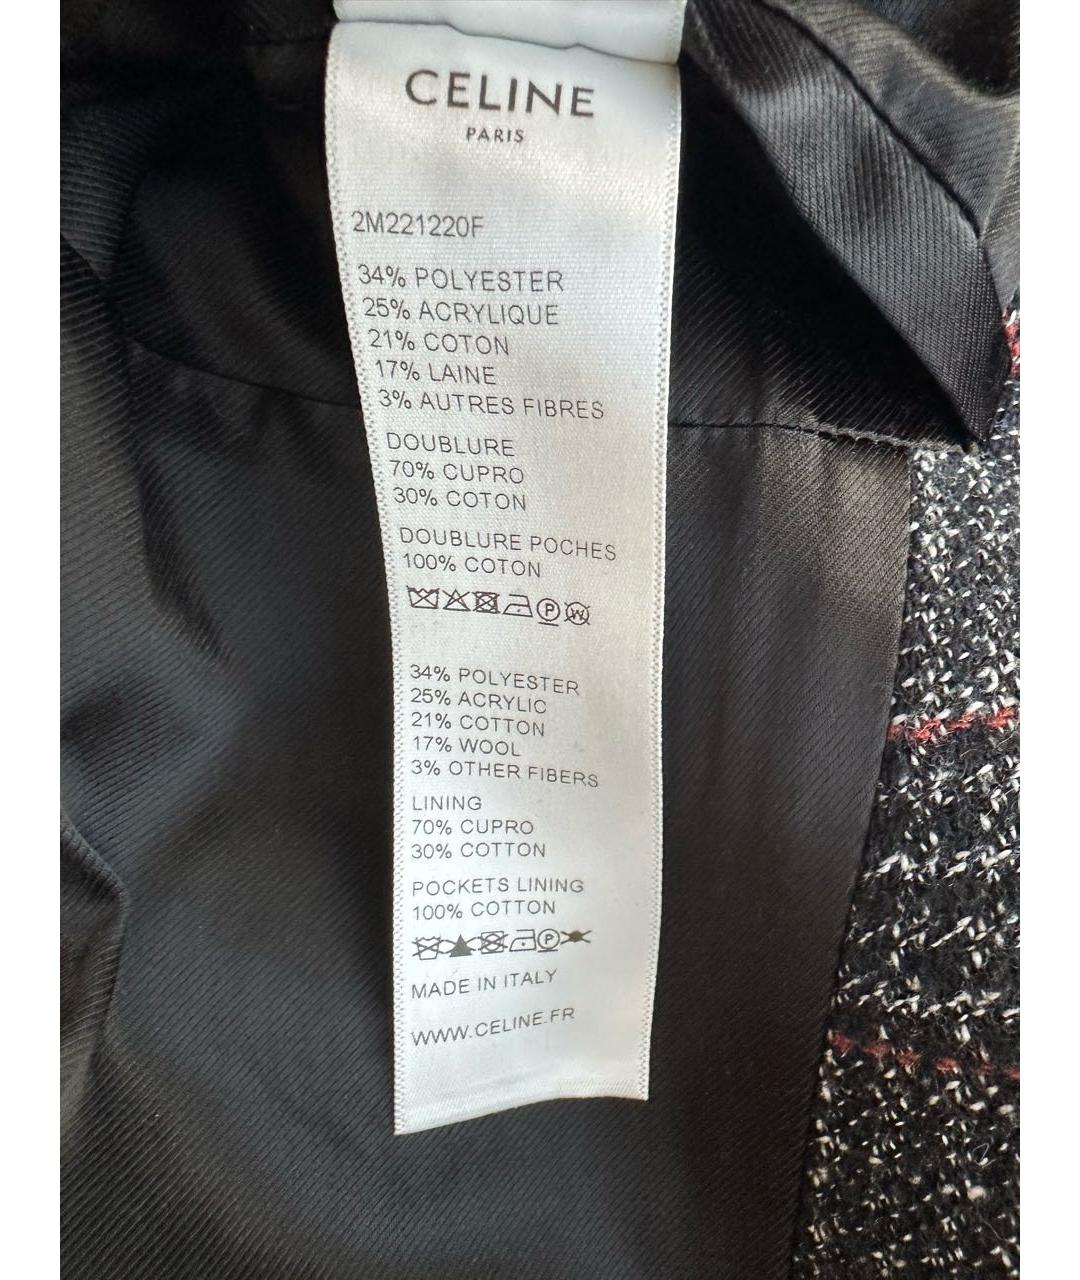 CELINE
PARIS
2M221220F
34% POLYESTER
25% ACRYLIQUE
21% COTON
17% LAINE
3% AUTRES FIBRES
DOUBLURE
70% CUPRO
30% COTON
DOUBLURE POCHES
100% COTON
P W
34% POLYESTER
25% ACRYLIC
21% COTTON
17% WOOL
3% OTHER FIBERS
LINING
70% CUPRO
30% COTTON
POCKETS LINING
100% COTTON
P
MADE IN ITALY
WWW.CELINE.FR